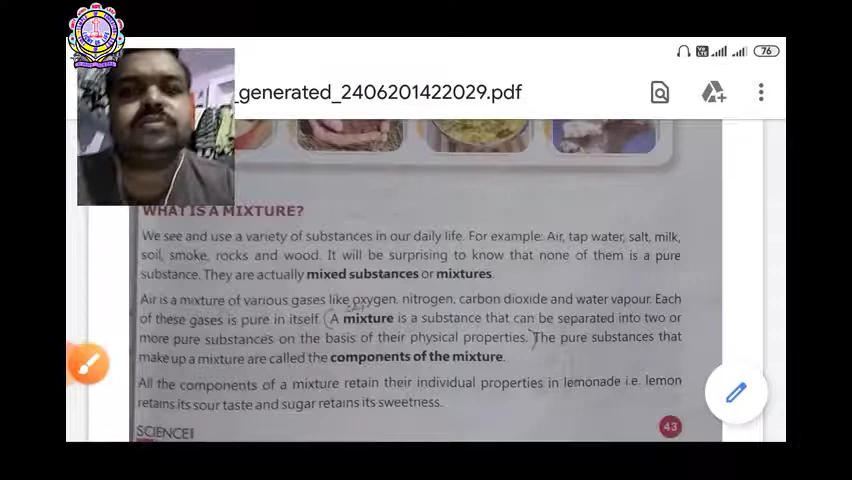 76
_generated_2406201422029.pdf
WHAT IS A MIXTURE?
We see and use a variety of substances in our daily life. For example: Air, tap water, salt, milk,
soil, smoke, rocks and wood. It will be surprising to know that none of them is a pure
substance. They are actually mixed substances or mixtures.
Air is a mixture of various gases like oxygen, nitrogen, carbon dioxide and water vapour. Each
of these gases is pure in itself. (A mixture is a substance that can be separated into two or
more pure substances on the basis of their physical properties.) The pure substances that
make up a mixture are called the components of the mixture.
All the components of a mixture retain their individual properties in lemonade i.e. lemon
retains its sour taste and sugar retains its sweetness.
SCIENCE
43